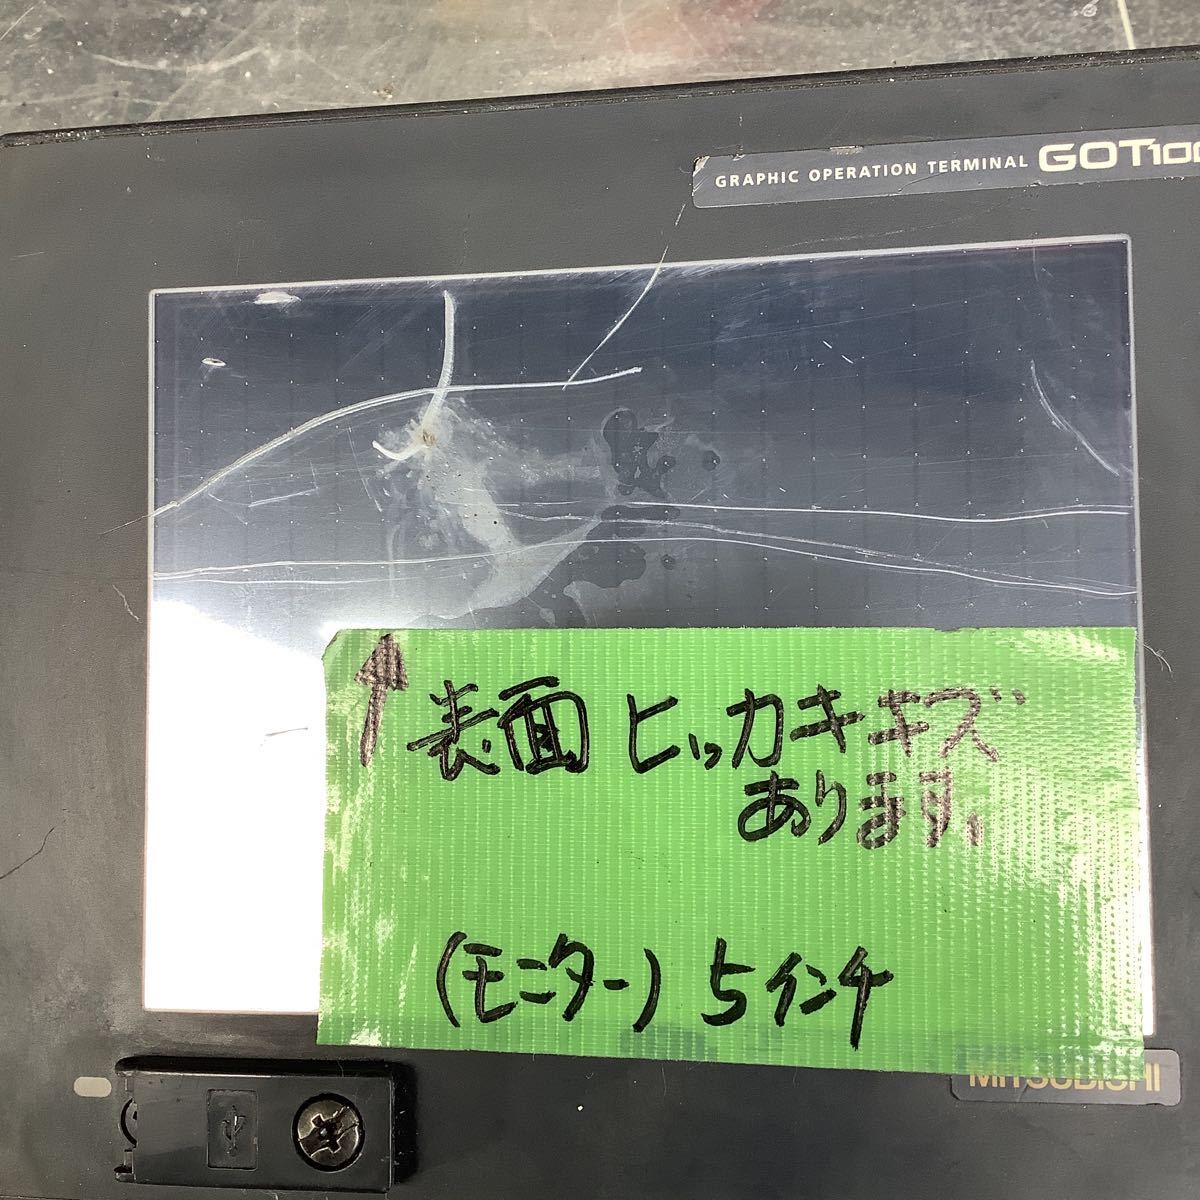 GRAPHIC OPERATION TERMINAL GOT100
表面 ヒッカキキズ
あります。
(モニター) 5インチ
MITSUBISHI